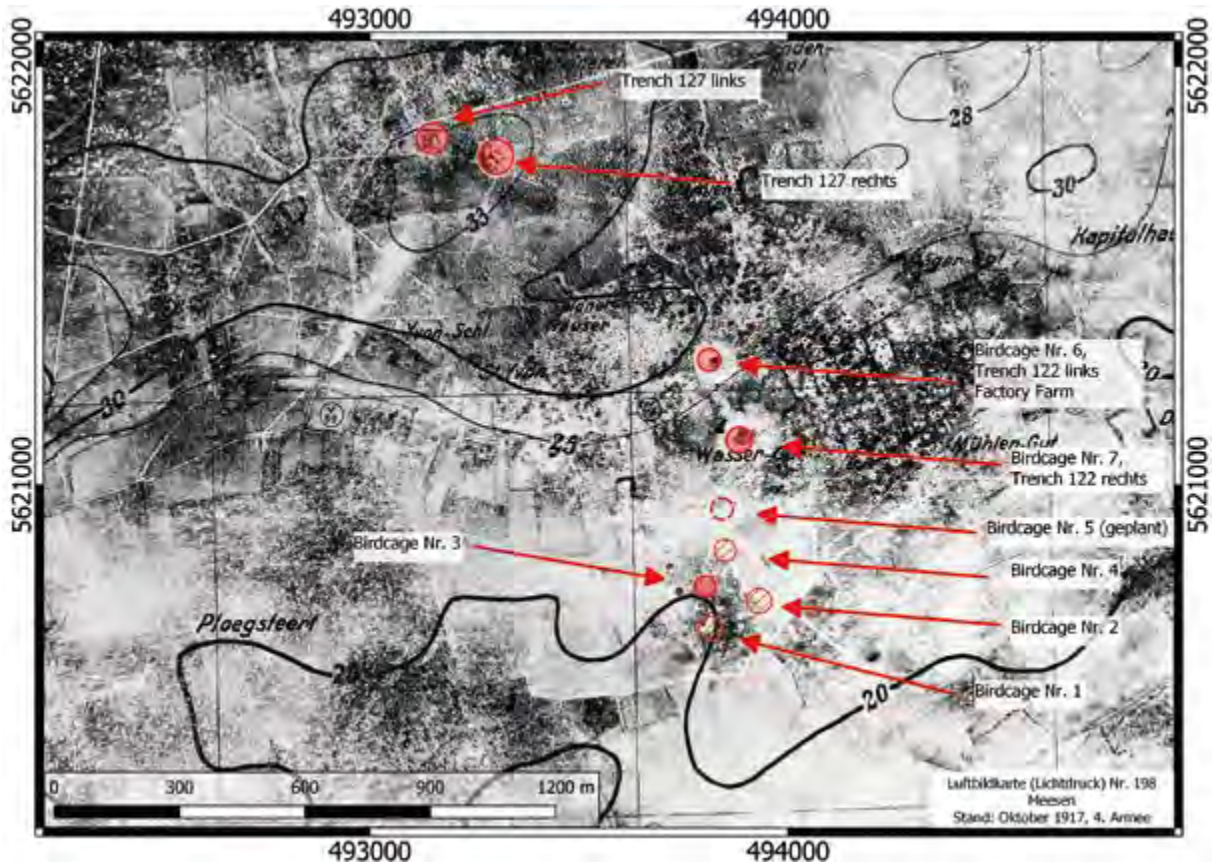 493000
494000
5622000
5622000
Trench 127 links
28
Trench 127 rechts
30
33
Kapitalhau
Yvon-Schl.
Birdcage Nr. 6,
Trench 122 links
Factory Farm
30
25
Mühlen-Gut
Wasser-
Birdcage Nr. 7,
Trench 122 rechts
5621000
5621000
Birdcage Nr. 5 (geplant)
Birdcage Nr. 3
Birdcage Nr. 4
Ploegsteert
Birdcage Nr. 2
20
Birdcage Nr. 1
20
0 300 600 900 1200 m
Luftbildkarte (Lichtdruck) Nr. 198
Meesen
Stand: Oktober 1917, 4. Armee
493000
494000